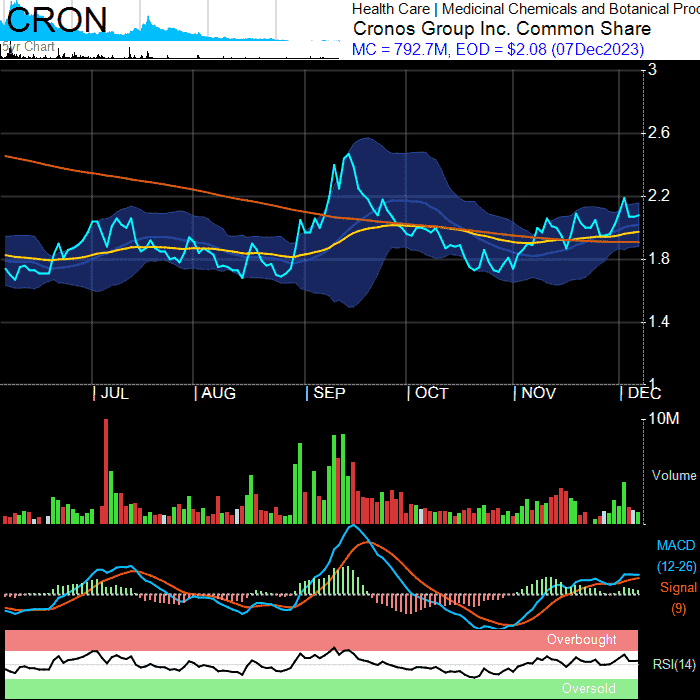 CRON
5yr Chart
Health Care | Medicinal Chemicals and Botanical Proc
Cronos Group Inc. Common Share
MC = 792.7M, EOD = $2.08 (07Dec2023)
3
2.6
2.2
1.8
1.4
1
| JUL | AUG | SEP | OCT | NOV | DEC
10M
Volume
MACD
(12-26)
Signal
(9)
Overbought
RSI(14)
Oversold